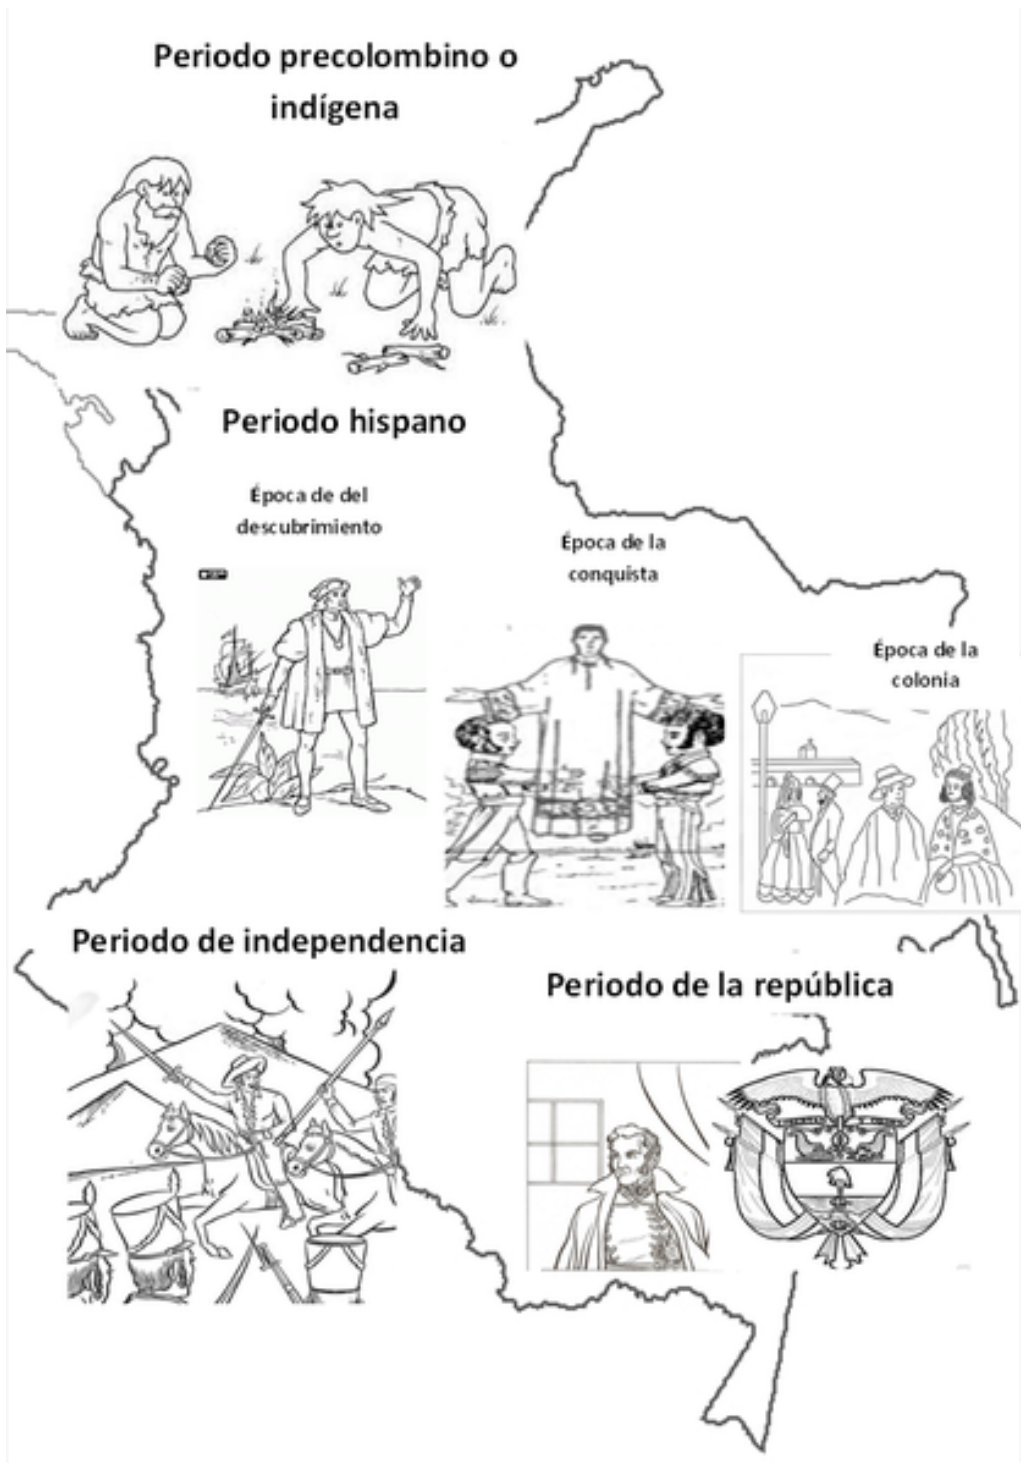 Periodo precolombino o
indígena
Periodo hispano
Época de del
descubrimiento
Época de la
conquista
Época de la
colonia
Periodo de independencia
Periodo de la república